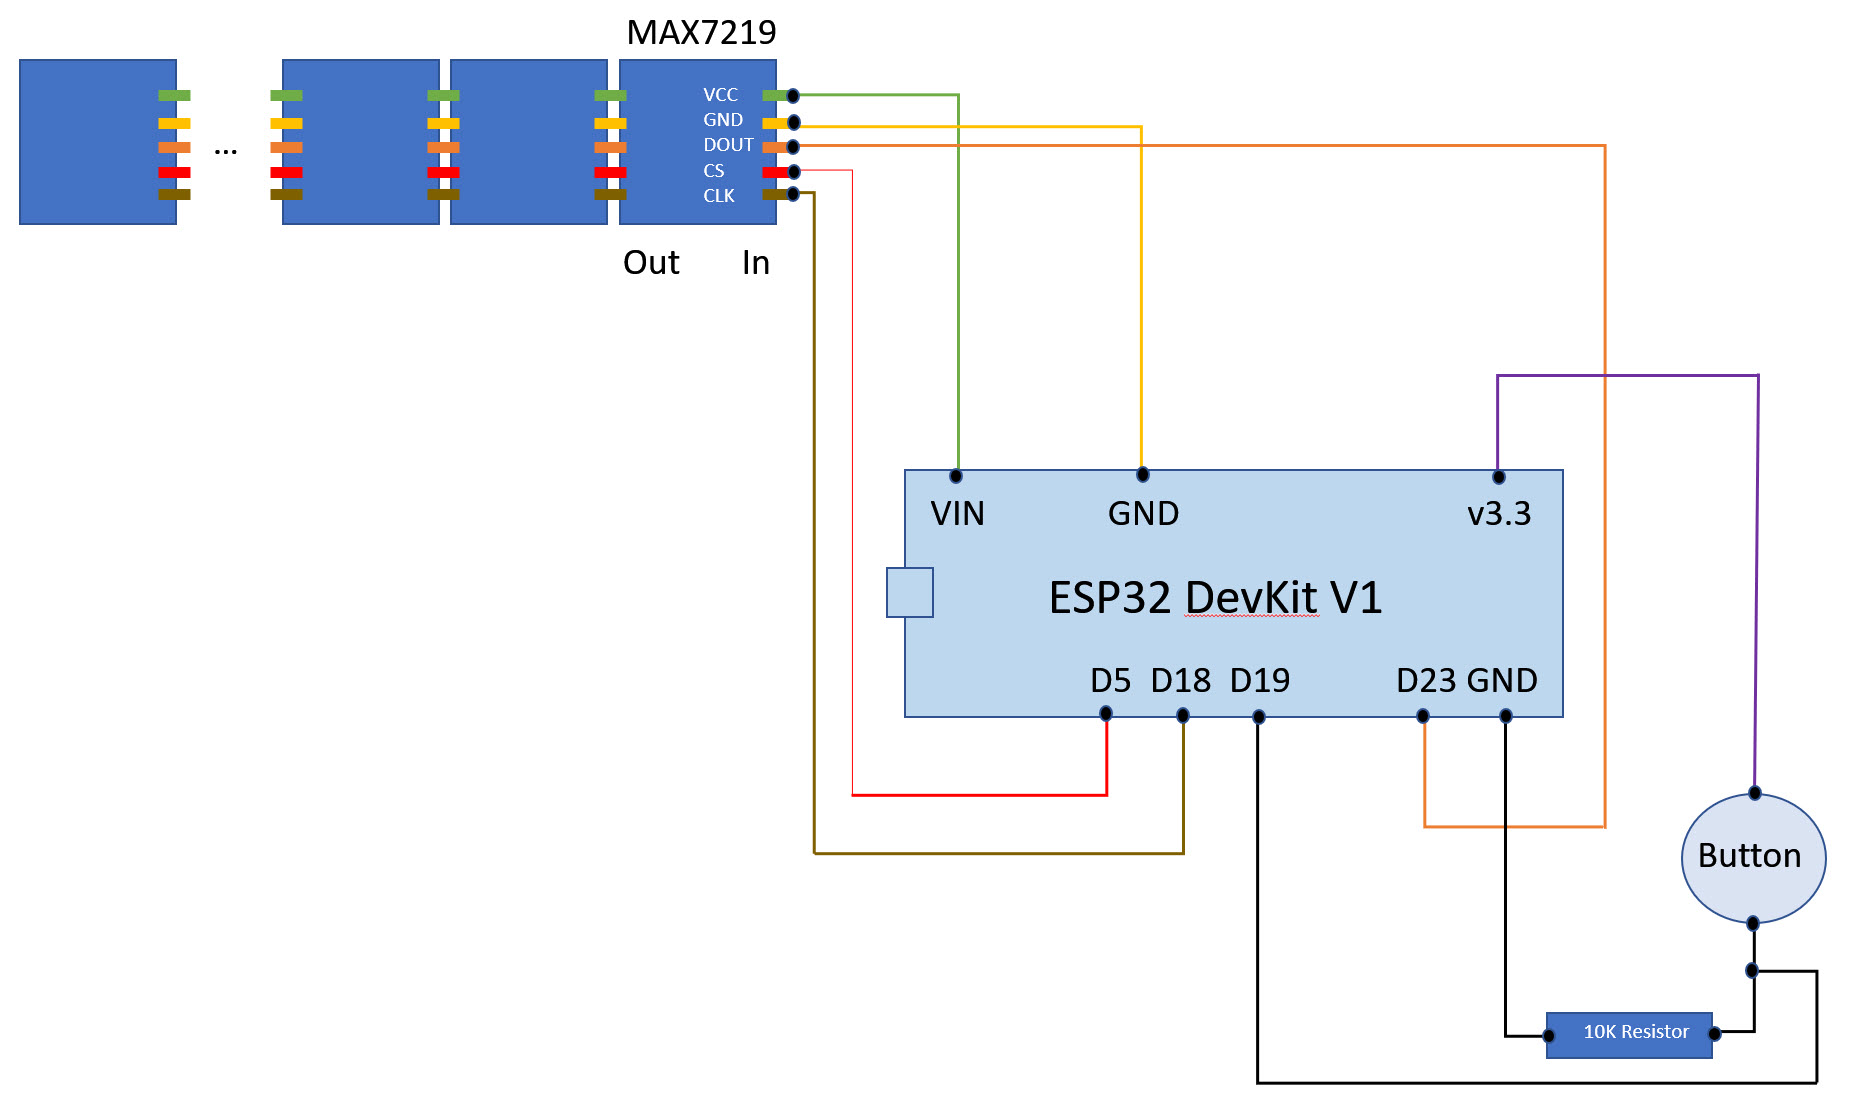 MAX7219
VCC
GND
DOUT
CS
CLK
...
Out In
VIN GND v3.3
ESP32 DevKit V1
D5 D18 D19 D23 GND
Button
10K Resistor